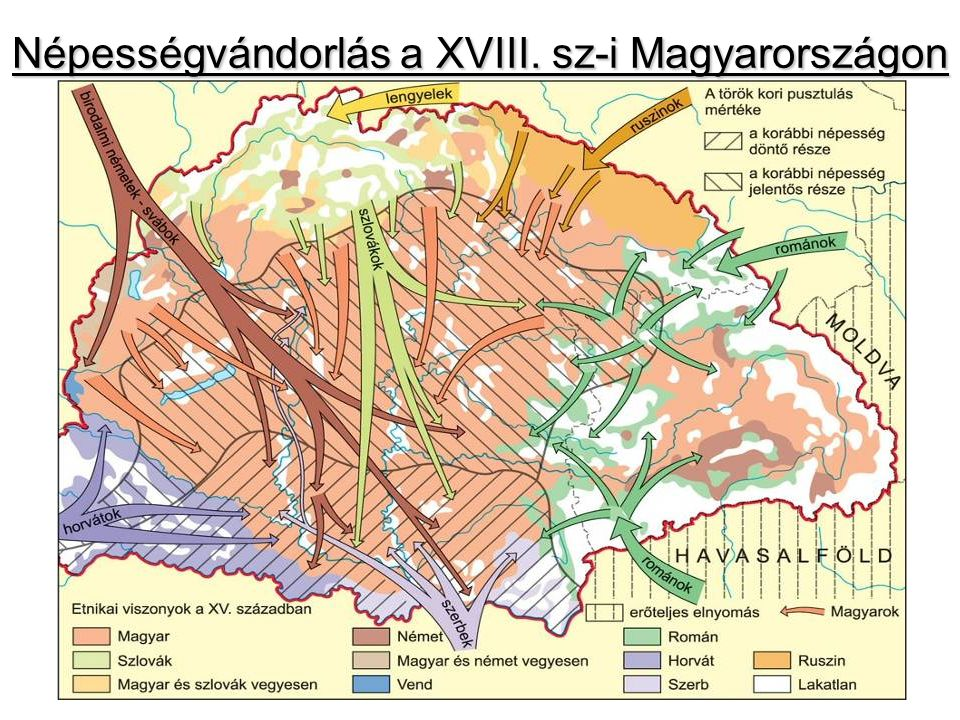 Népességvándorlás a XVIII. sz-i Magyarországon
birodalmi németek - svábok
lengyelek
ruszinok
A török kori pusztulás
mértéke
a korábbi népesség
döntő része
a korábbi népesség
jelentős része
szlovákok
románok
MOLDVA
horvátok
szerbek
románok
HAVASALFÖLD
Etnikai viszonyok a XV. században
erőteljes elnyomás
Magyarok
Magyar
Német
Román
Szlovák
Magyar és német vegyesen
Horvát
Ruszin
Magyar és szlovák vegyesen
Vend
Szerb
Lakatlan